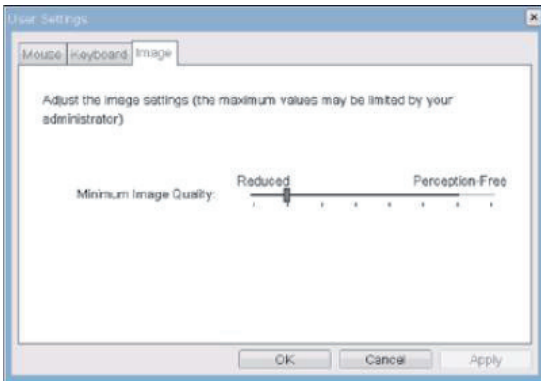 User Settings
Mouse Keyboard Image
Adjust the image settings (the maximum values may be limited by your
administrator)
Reduced Perception-Free
Minimum Image Quality:
OK Cancel Apply